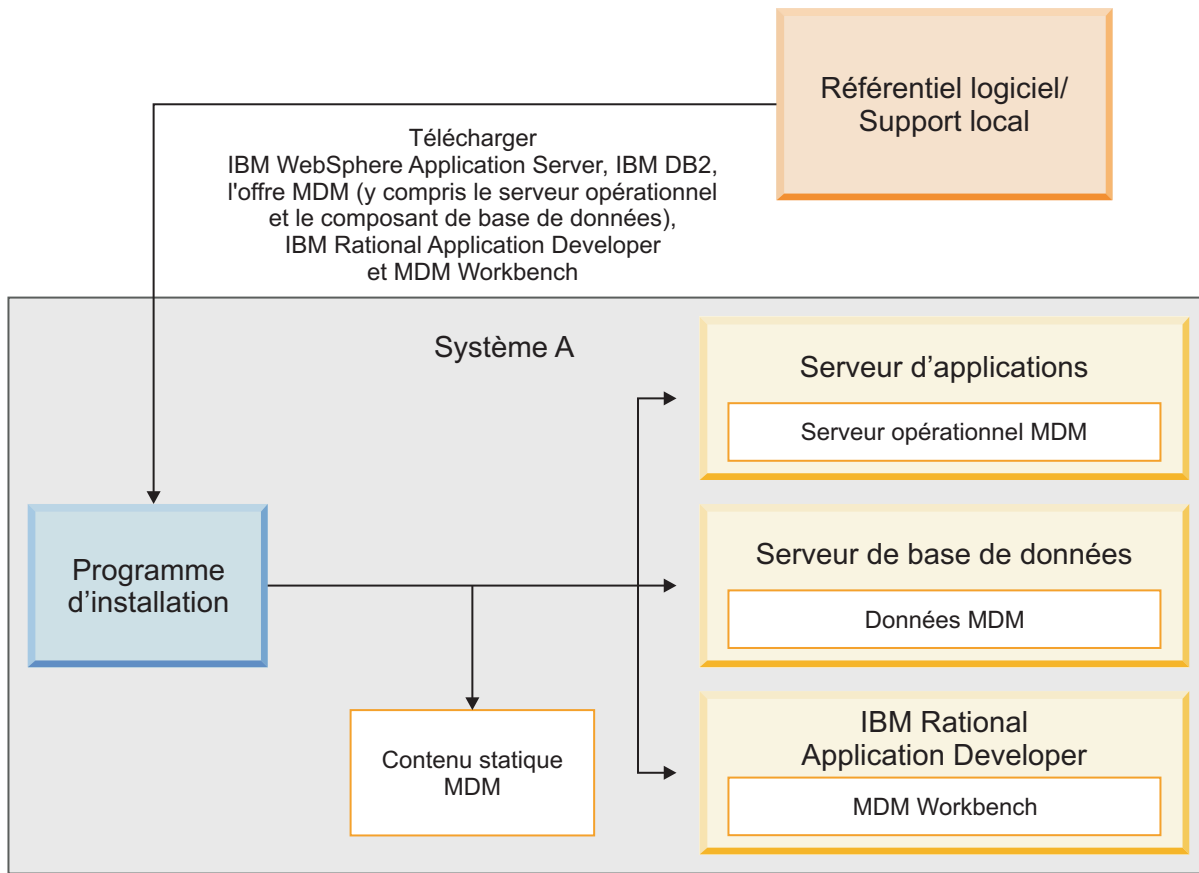 Référentiel logiciel/
Support local
Télécharger
IBM WebSphere Application Server, IBM DB2,
l'offre MDM (y compris le serveur opérationnel
et le composant de base de données),
IBM Rational Application Developer
et MDM Workbench
Système A
Serveur d’applications
Serveur opérationnel MDM
Programme
d’installation
Serveur de base de données
Données MDM
Contenu statique
MDM
IBM Rational
Application Developer
MDM Workbench